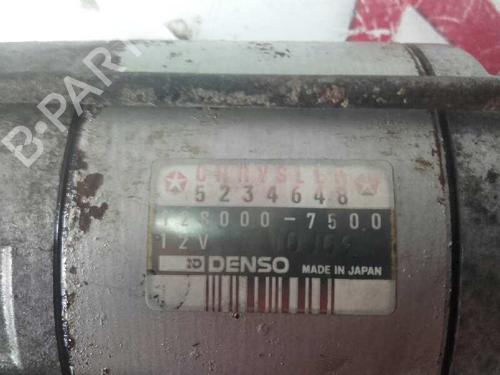 B-PARTS
CHRYSLER
5234648
128000-7500
12V
DENSO MADE IN JAPAN